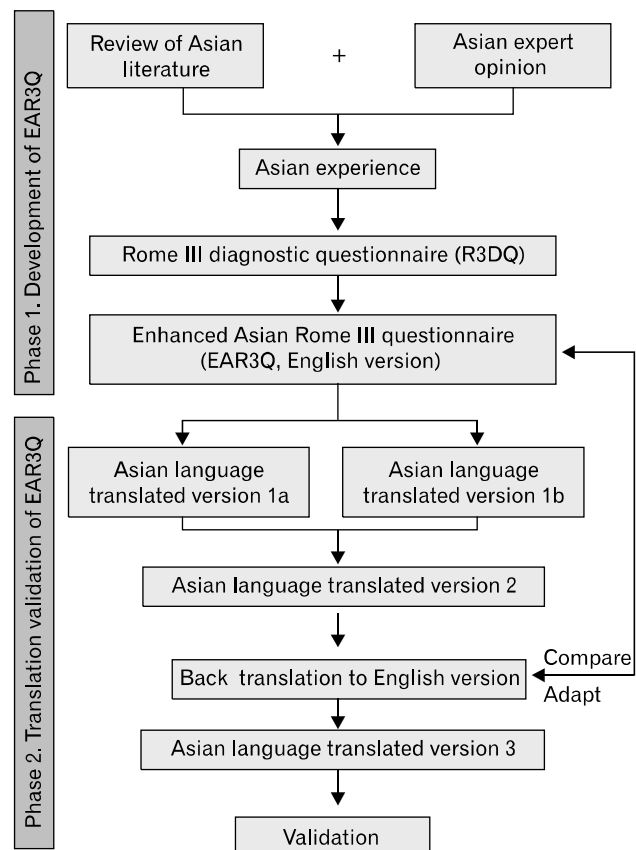 Phase 1. Development of EAR3Q
Review of Asian
literature
+
Asian expert
opinion
Asian experience
Rome III diagnostic questionnaire (R3DQ)
Enhanced Asian Rome III questionnaire
(EAR3Q, English version)
Phase 2. Translation validation of EAR3Q
Asian language
translated version 1a
Asian language
translated version 1b
Asian language translated version 2
Back translation to English version
Compare
Adapt
Asian language translated version 3
Validation